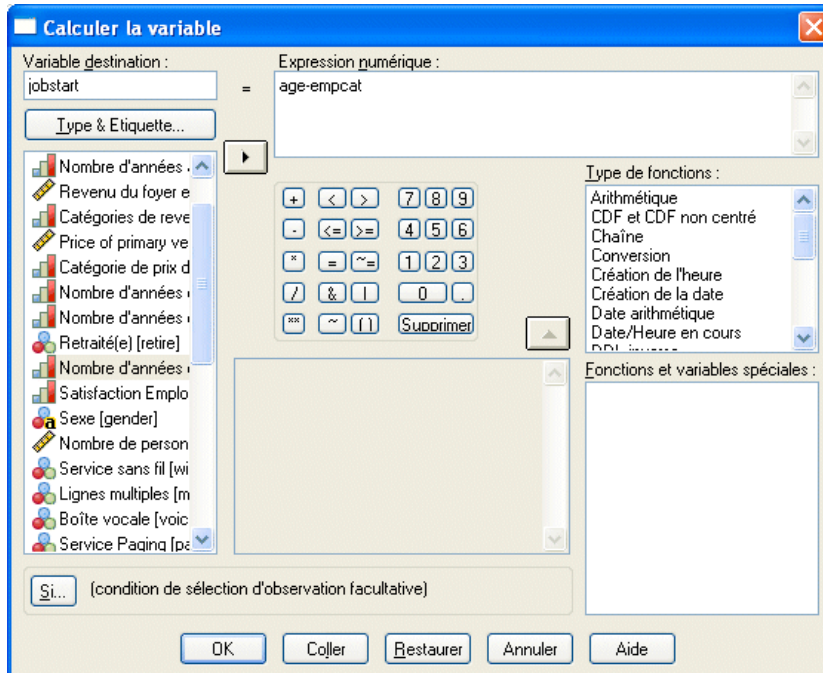 Calculer la variable
Variable destination :
jobstart
=
Expression numérique :
age-empcat
Type & Etiquette...
Nombre d'années
Revenu du foyer e
Catégories de reve
Price of primary ve
Catégorie de prix d
Nombre d'années
Nombre d'années
Retraité(e) [retire]
Nombre d'années
Satisfaction Emplo
Sexe [gender]
Nombre de person
Service sans fil [wi
Lignes multiples [m
Boîte vocale [voic
Service Paging [pa
+ < > 7 8 9
- <= >= 4 5 6
* = ~= 1 2 3
/ & | 0 .
** ~ () Supprimer
Type de fonctions :
Arithmétique
CDF et CDF non centré
Chaîne
Conversion
Création de l'heure
Création de la date
Date arithmétique
Date/Heure en cours
Fonctions et variables spéciales :
Si... (condition de sélection d'observation facultative)
OK Coller Restaurer Annuler Aide